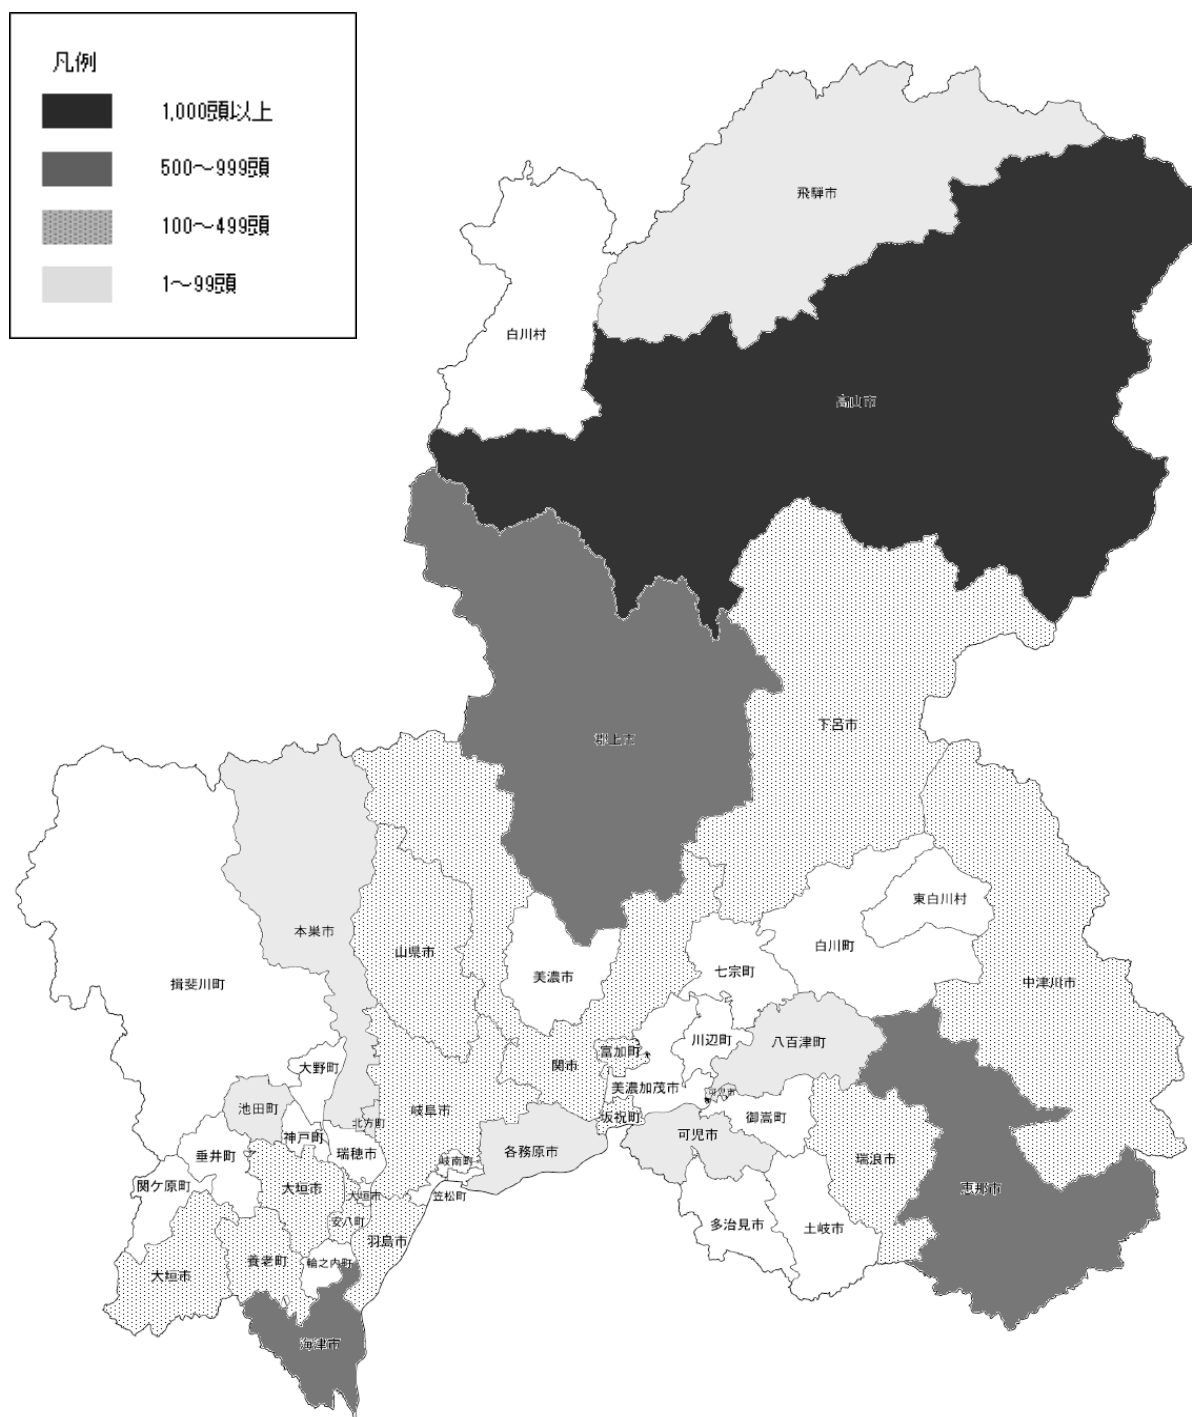 凡例
1,000頭以上
500～999頭
100～499頭
1～99頭
飛騨市
白川村
高山市
下呂市
郡上市
東白川村
本巣市
白川町
山県市
七宗町
美濃市
中津川市
揖斐川町
川辺町
八百津町
富加町
関市
大野町
美濃加茂市
可児市
池田町
岐阜市
坂祝町
御嵩町
北方町
神戸町
可児市
瑞穂市
各務原市
垂井町
岐南町
瑞浪市
関ケ原町
大垣市
恵那市
大垣市
笠松町
安八町
多治見市
土岐市
羽島市
養老町
輪之内町
大垣市
海津市